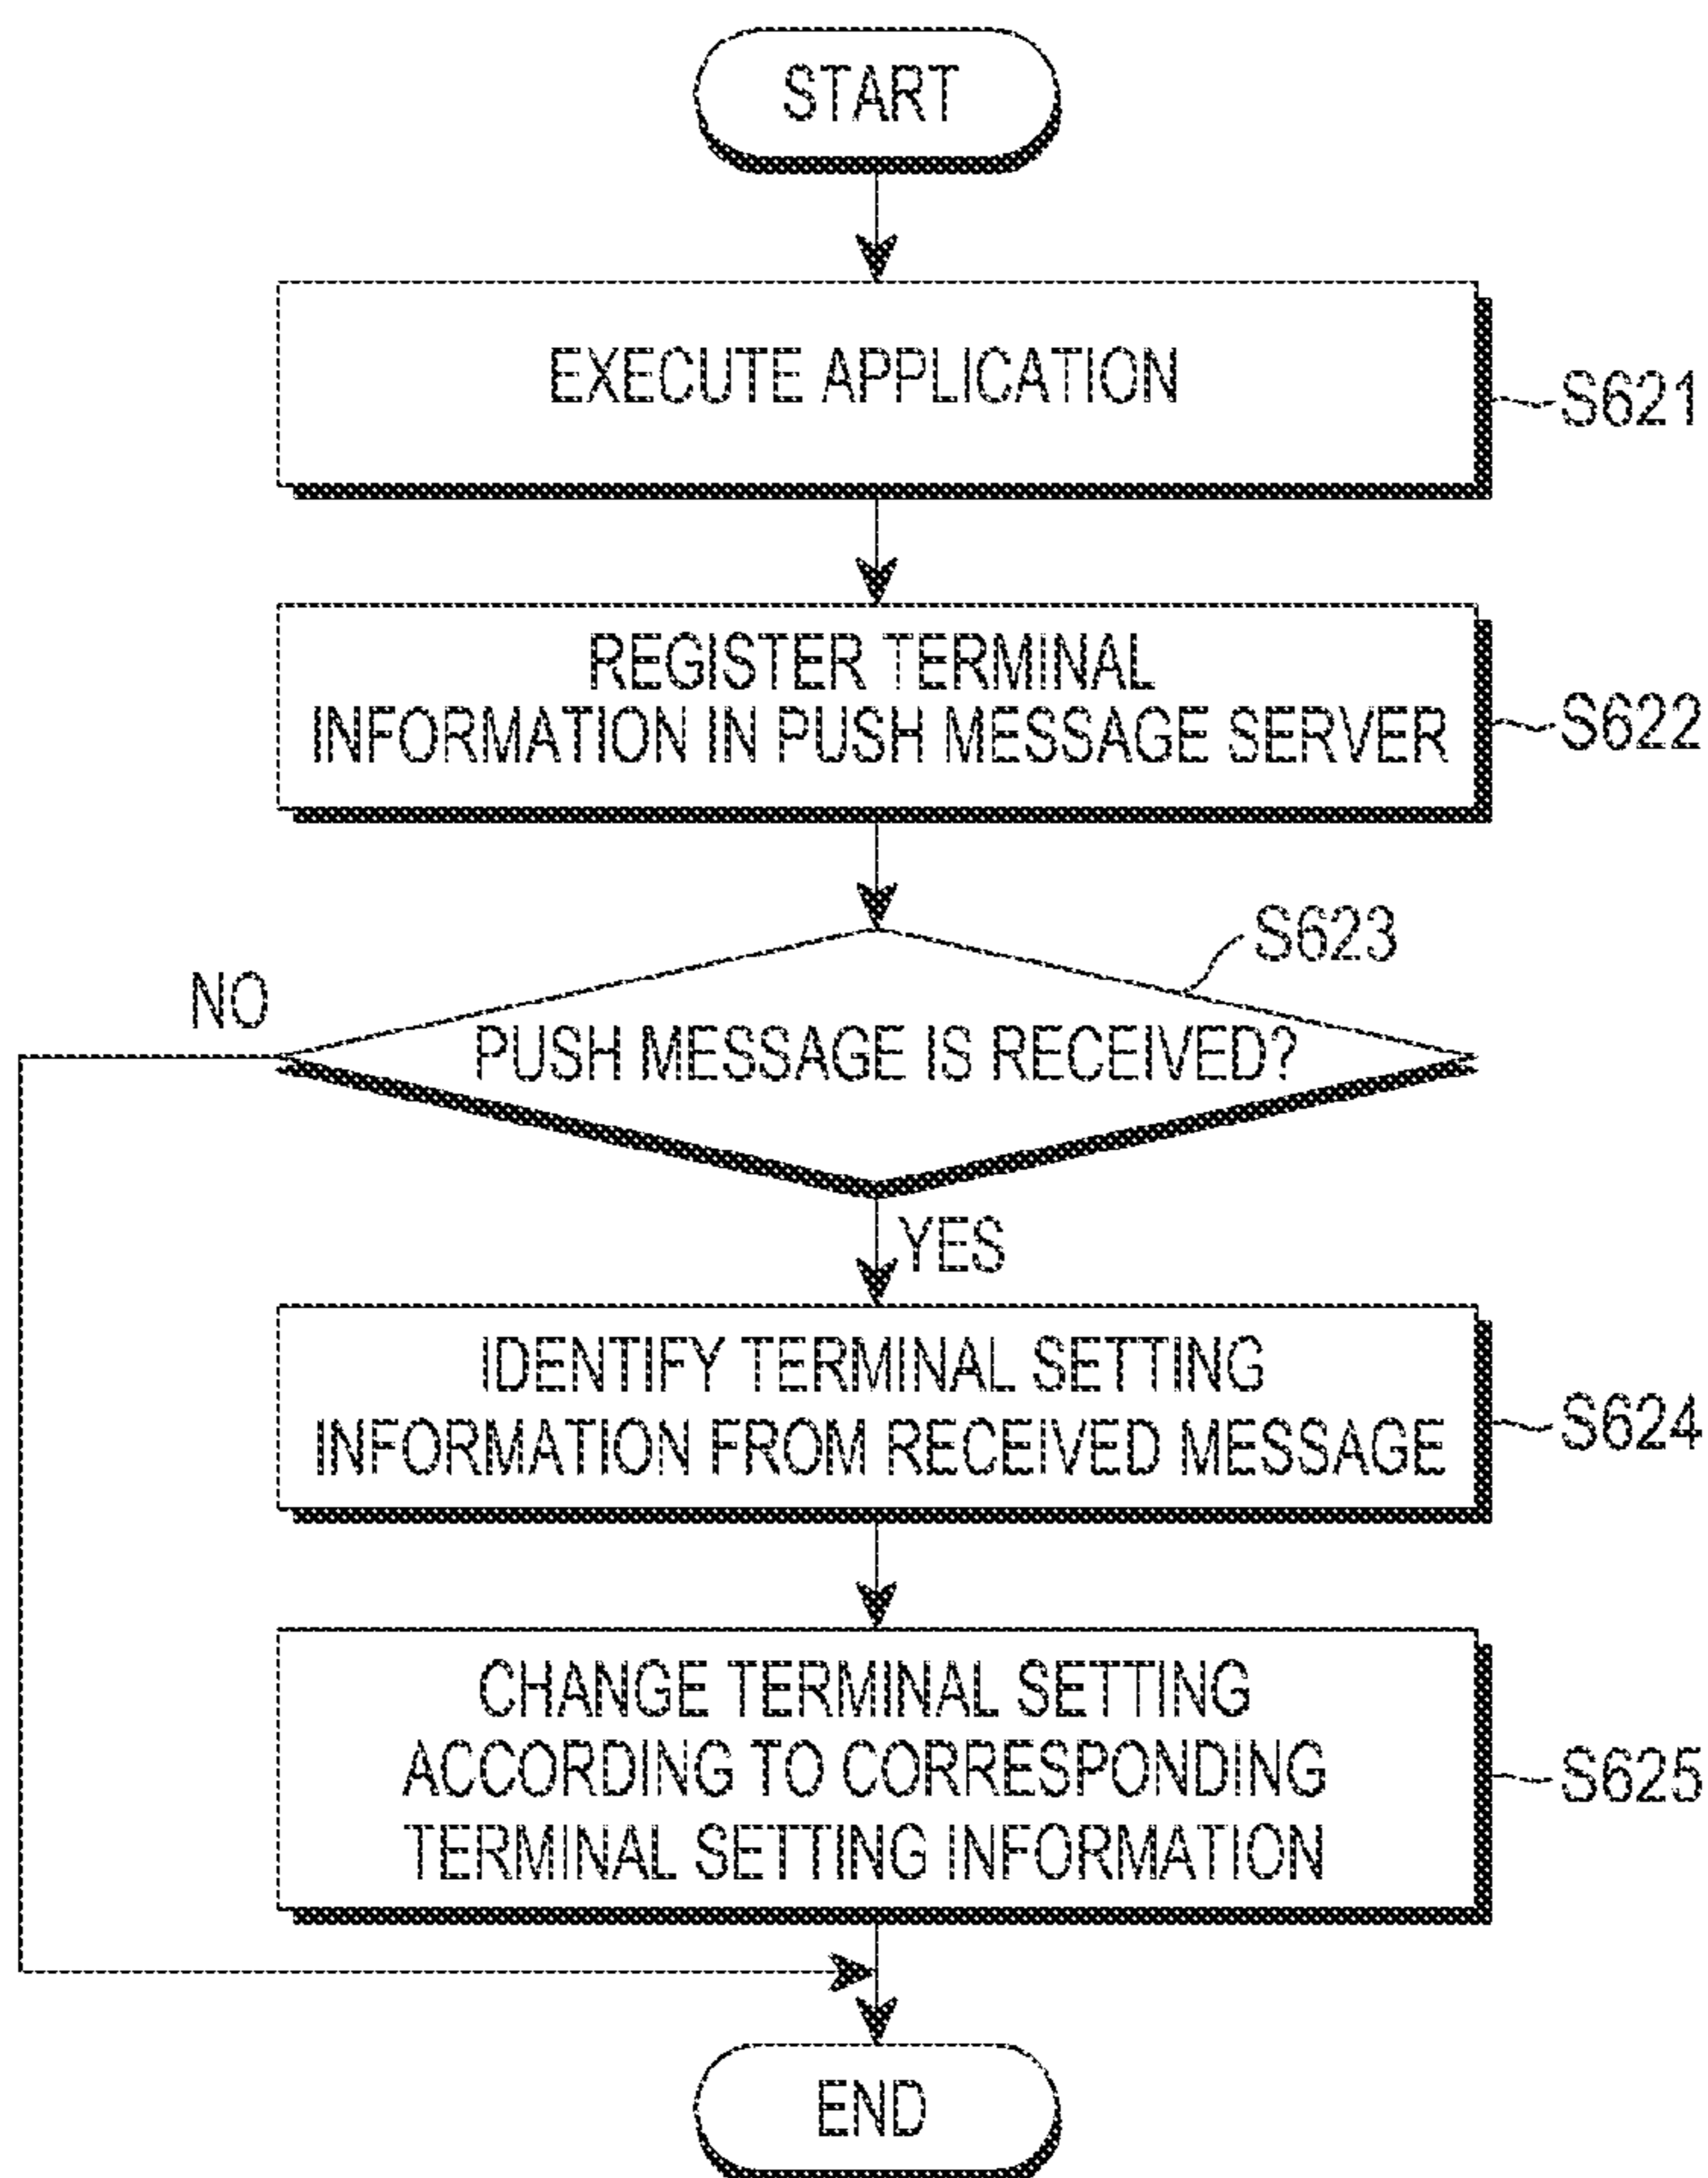 START
EXECUTE APPLICATION
S621
REGISTER TERMINAL
INFORMATION IN PUSH MESSAGE SERVER
S622
S623
NO
PUSH MESSAGE IS RECEIVED?
YES
IDENTIFY TERMINAL SETTING
INFORMATION FROM RECEIVED MESSAGE
S624
CHANGE TERMINAL SETTING
ACCORDING TO CORRESPONDING
TERMINAL SETTING INFORMATION
S625
END